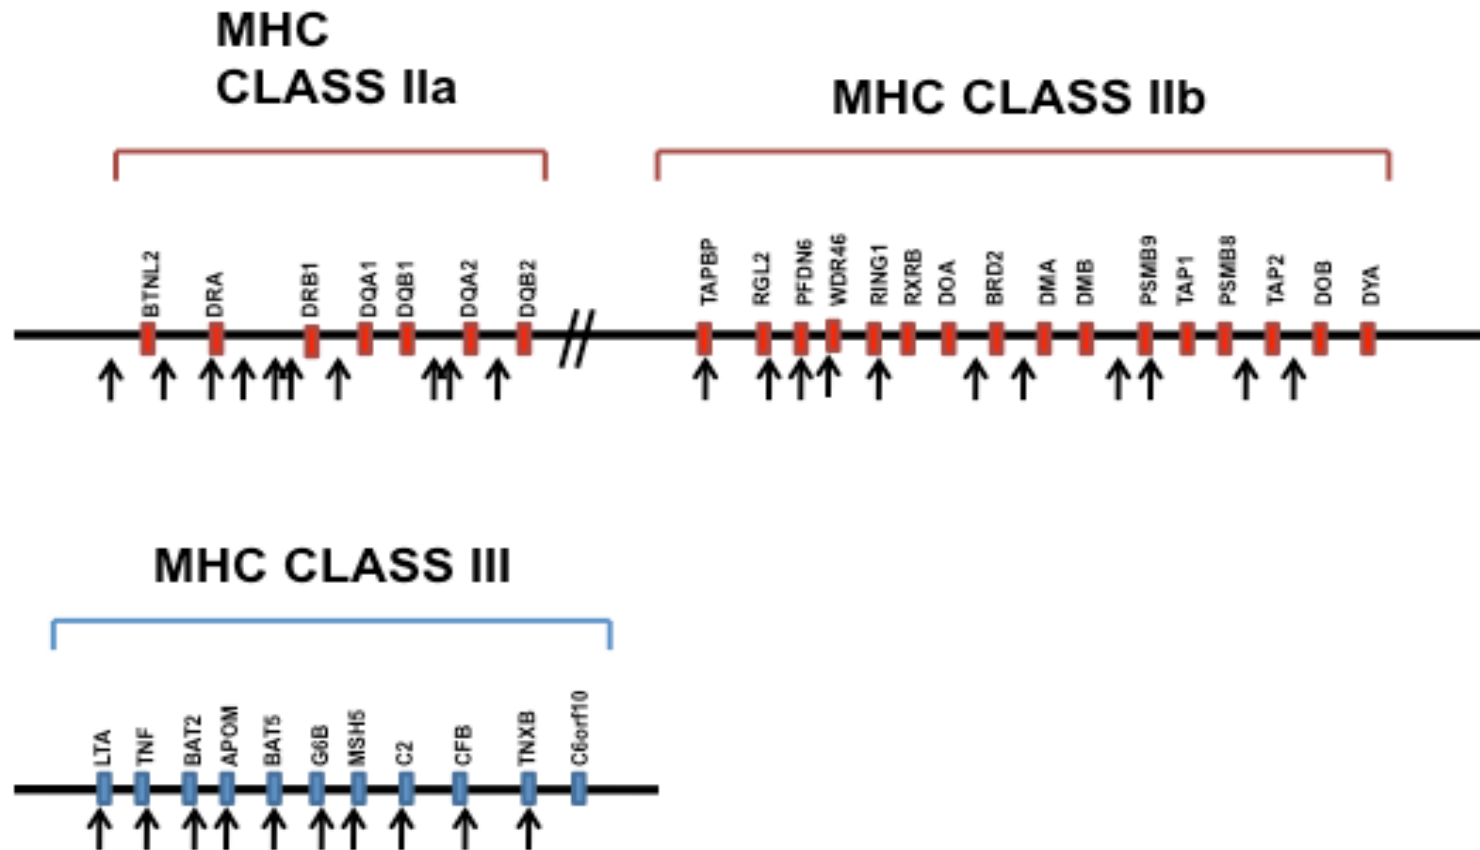 MHC
CLASS IIa
MHC CLASS IIb
BTNL2
DRA
DRB1
DQA1
DQB1
DQA2
DQB2
TAPBP
RGL2
PFDN6
WDR46
RING1
RXRB
DOA
BRD2
DMA
DMB
PSMB9
TAP1
PSMB8
TAP2
DOB
DYA
MHC CLASS III
LTA
TNF
BAT2
APOM
BAT5
G6B
MSH5
C2
CFB
TNXB
C6orf10